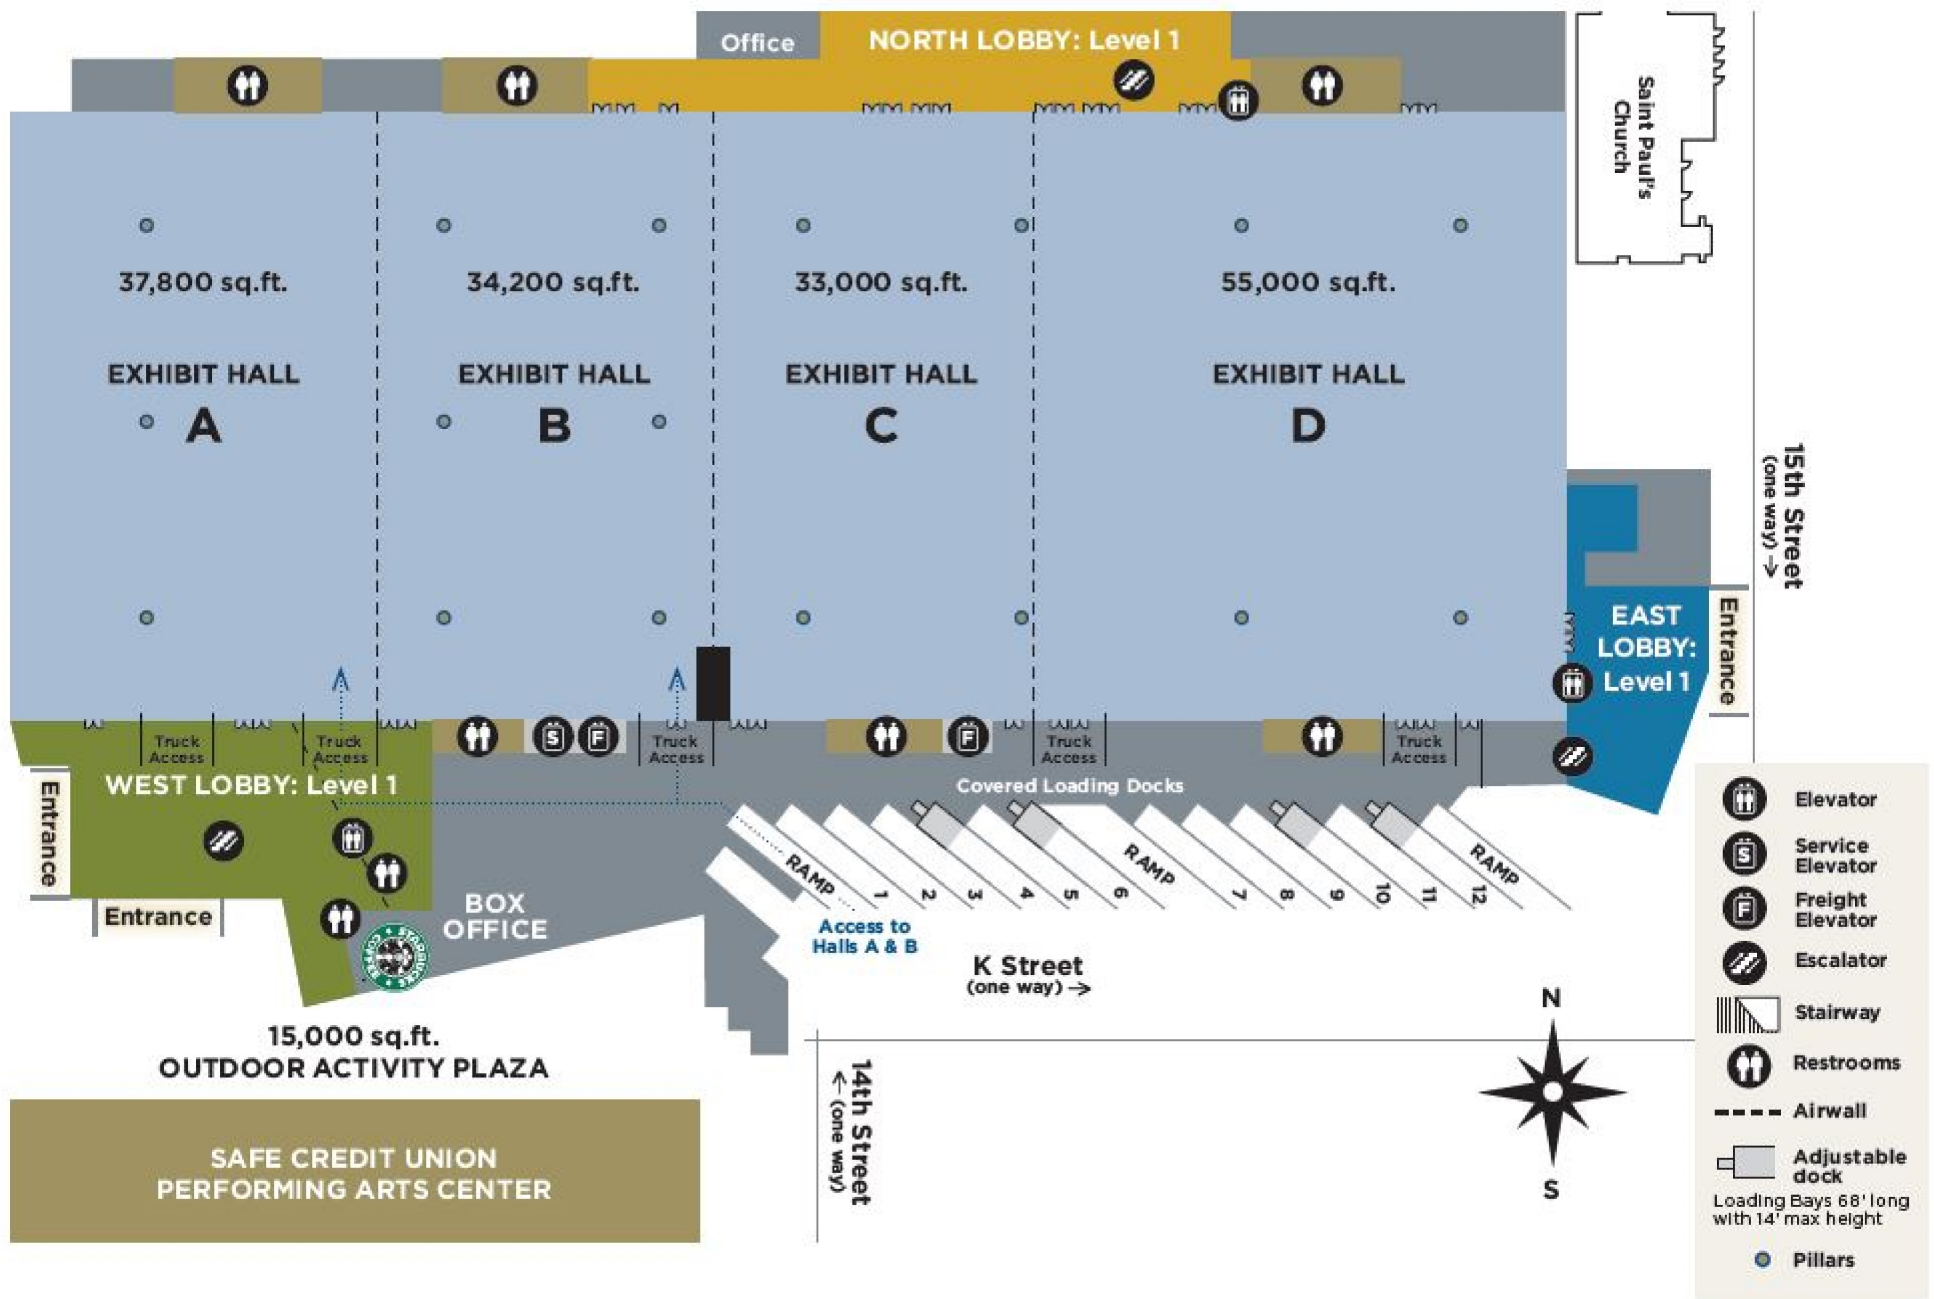 Office
NORTH LOBBY: Level 1
Saint Paul's
Church
37,800 sq.ft.
34,200 sq.ft.
33,000 sq.ft.
55,000 sq.ft.
EXHIBIT HALL
A
EXHIBIT HALL
B
EXHIBIT HALL
C
EXHIBIT HALL
D
15th Street
(one way) →
EAST
LOBBY:
Level 1
Entrance
Truck
Access
Truck
Access
S
F
Truck
Access
F
Truck
Access
Truck
Access
WEST LOBBY: Level 1
Covered Loading Docks
Entrance
Entrance
BOX
OFFICE
STARBUCKS
COFFEE
RAMP
1
2
3
4
5
6
RAMP
7
8
9
10
11
12
RAMP
Access to
Halls A & B
K Street
(one way) →
14th Street
← (one way)
15,000 sq.ft.
OUTDOOR ACTIVITY PLAZA
SAFE CREDIT UNION
PERFORMING ARTS CENTER
N
S
Elevator
S
Service
Elevator
F
Freight
Elevator
Escalator
Stairway
Restrooms
Airwall
Adjustable
dock
Loading Bays 68' long
with 14' max height
Pillars